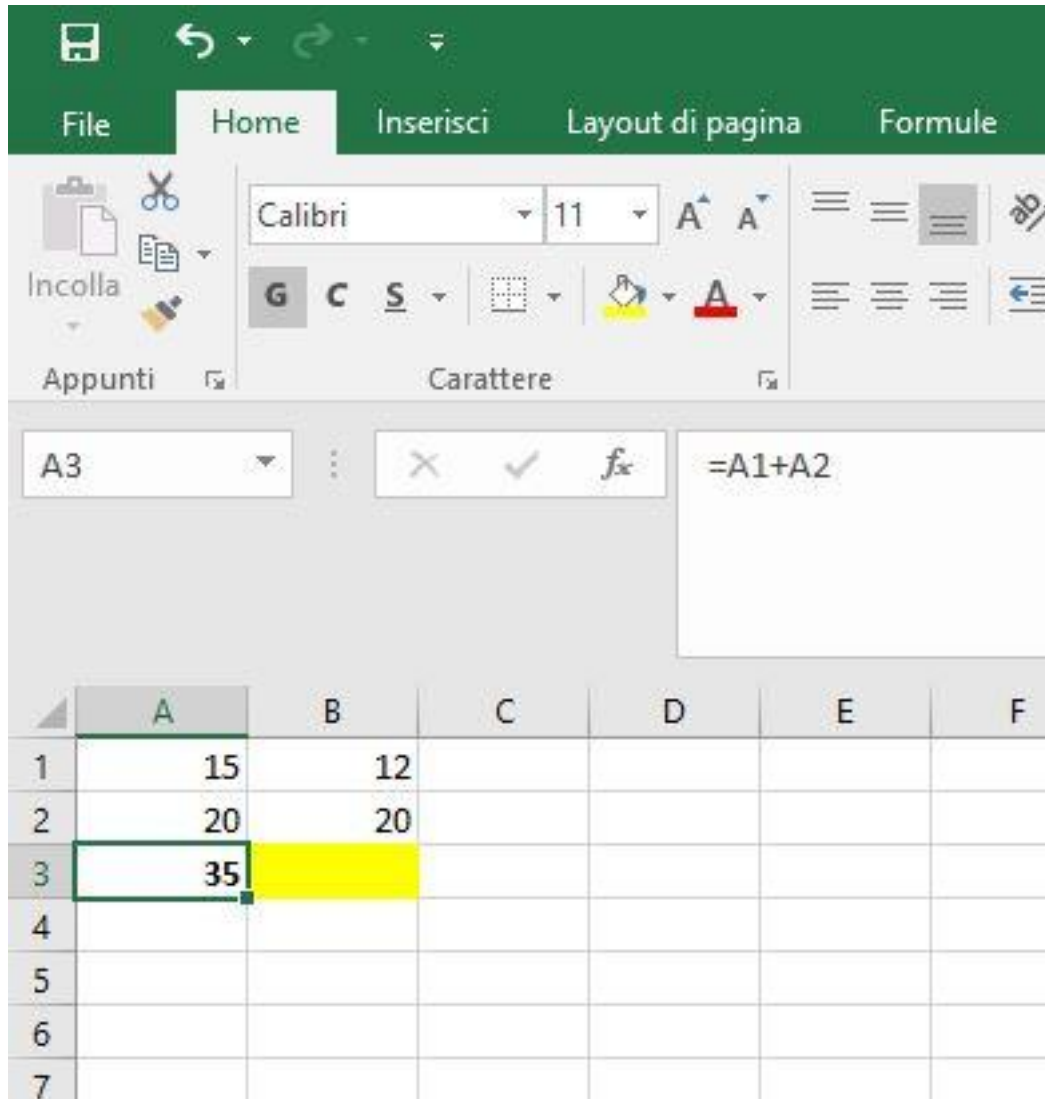 File Home Inserisci Layout di pagina Formule
Incolla Calibri 11 A A ab
G C S A
Appunti Carattere
A3 fx =A1+A2
A B C D E F
1 15 12
2 20 20
3 35
4
5
6
7